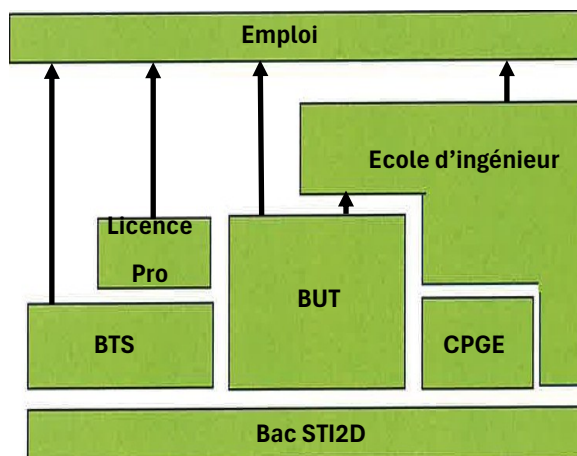 Emploi
Ecole d'ingénieur
Licence
Pro
BUT
BTS
CPGE
Bac STI2D